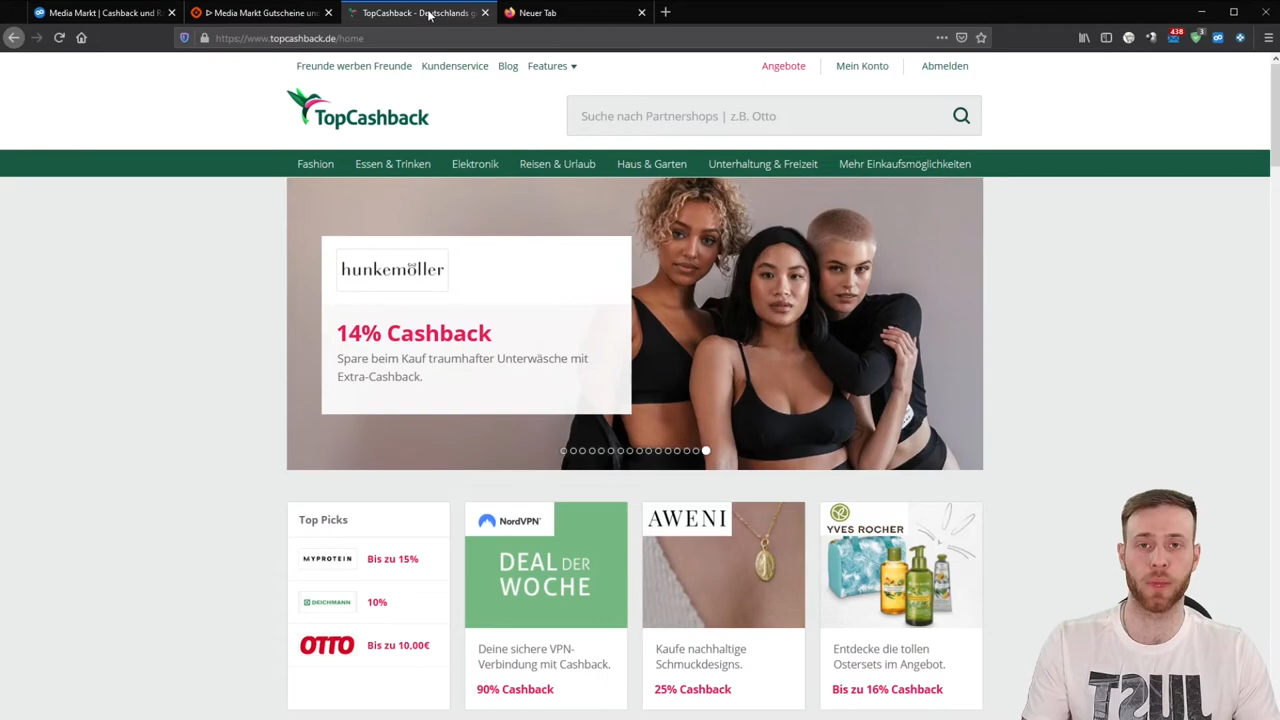 Media Markt | Cashback und R
Media Markt Gutscheine und
TopCashback - Deutschlands g
Neuer Tab
https://www.topcashback.de/home
438
3
Freunde werben Freunde
Kundenservice
Blog
Features
Angebote
Mein Konto
Abmelden
TopCashback
Suche nach Partnershops | z.B. Otto
Fashion
Essen & Trinken
Elektronik
Reisen & Urlaub
Haus & Garten
Unterhaltung & Freizeit
Mehr Einkaufsmöglichkeiten
hunkemöller
14% Cashback
Spare beim Kauf traumhafter Unterwäsche mit
Extra-Cashback.
Top Picks
MYPROTEIN
Bis zu 15%
DEICHMANN
10%
OTTO
Bis zu 10,00€
NordVPN
DEAL DER
WOCHE
Deine sichere VPN-
Verbindung mit Cashback.
90% Cashback
AWENI
Kaufe nachhaltige
Schmuckdesigns.
25% Cashback
YVES ROCHER
Entdecke die tollen
Ostersets im Angebot.
Bis zu 16% Cashback